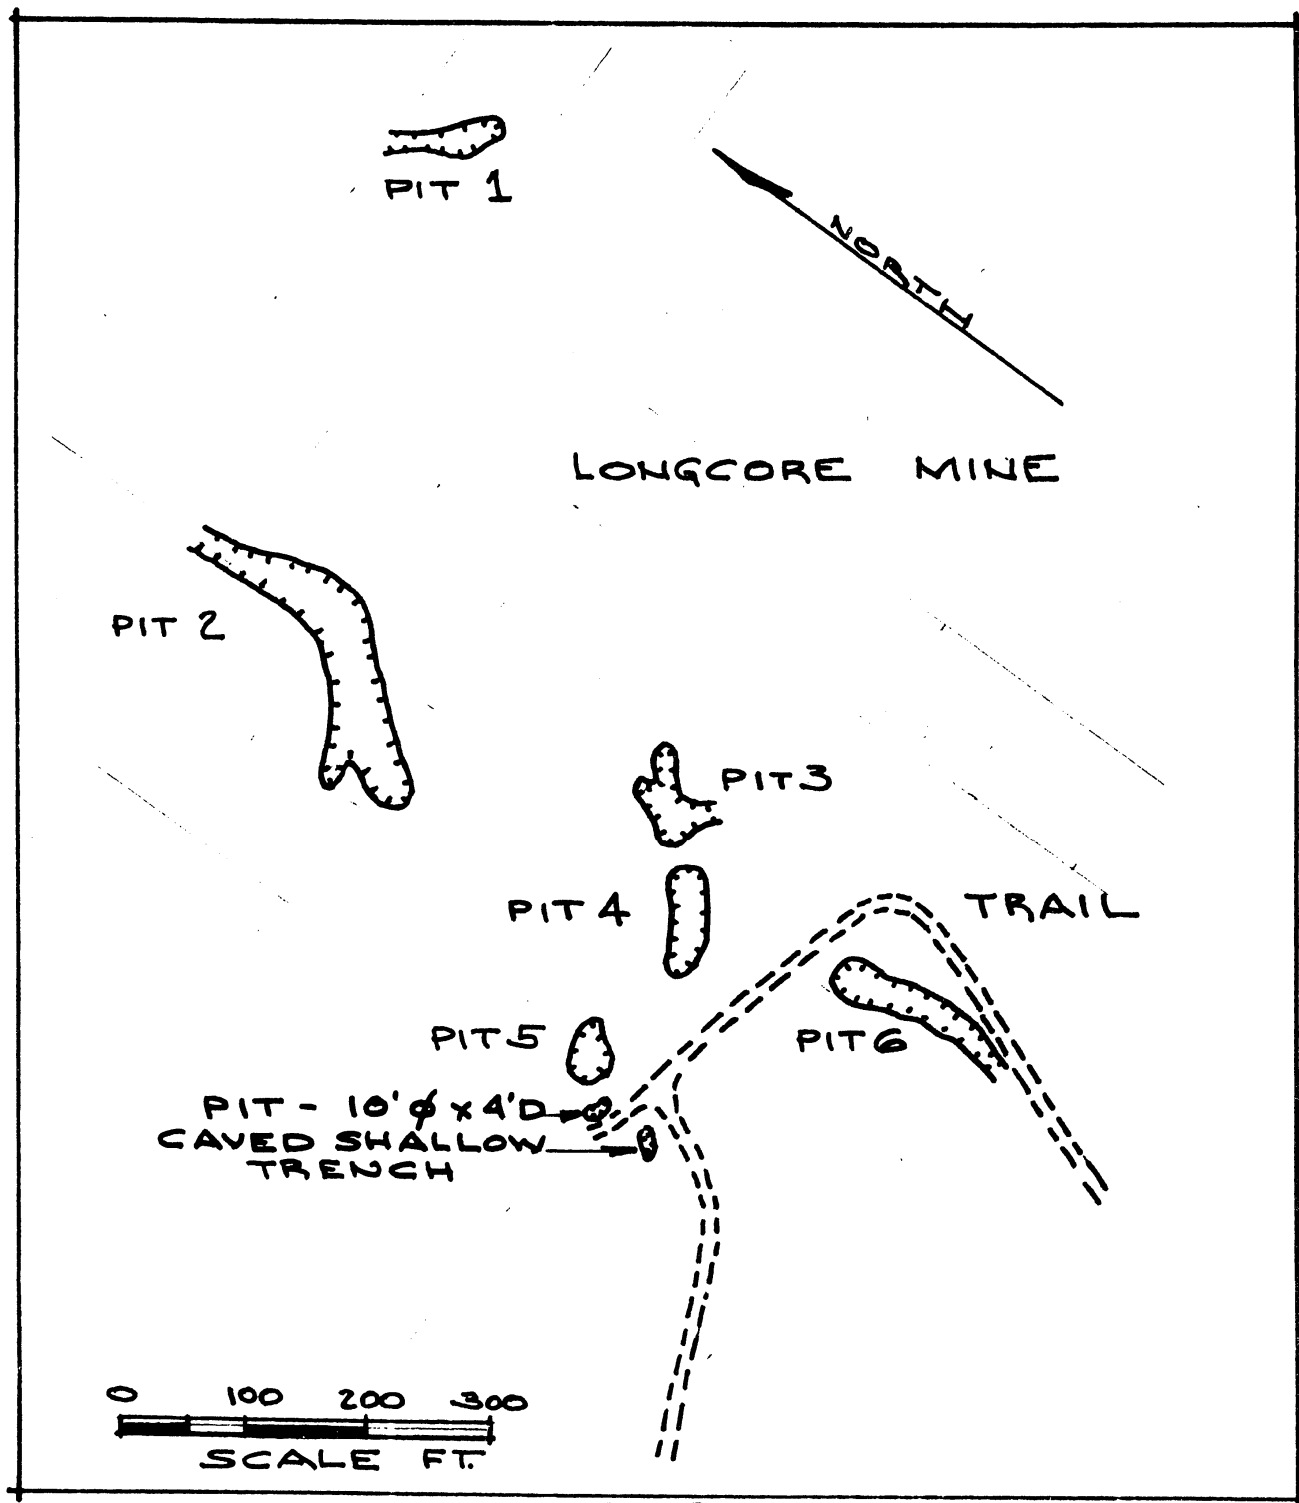 PIT 1
NORTH
LONGCORE MINE
PIT 2
PIT 3
PIT 4
TRAIL
PIT 5
PIT 6
PIT - 10' ϕ x 4' D
CAVED SHALLOW
TRENCH
0 100 200 300
SCALE FT.